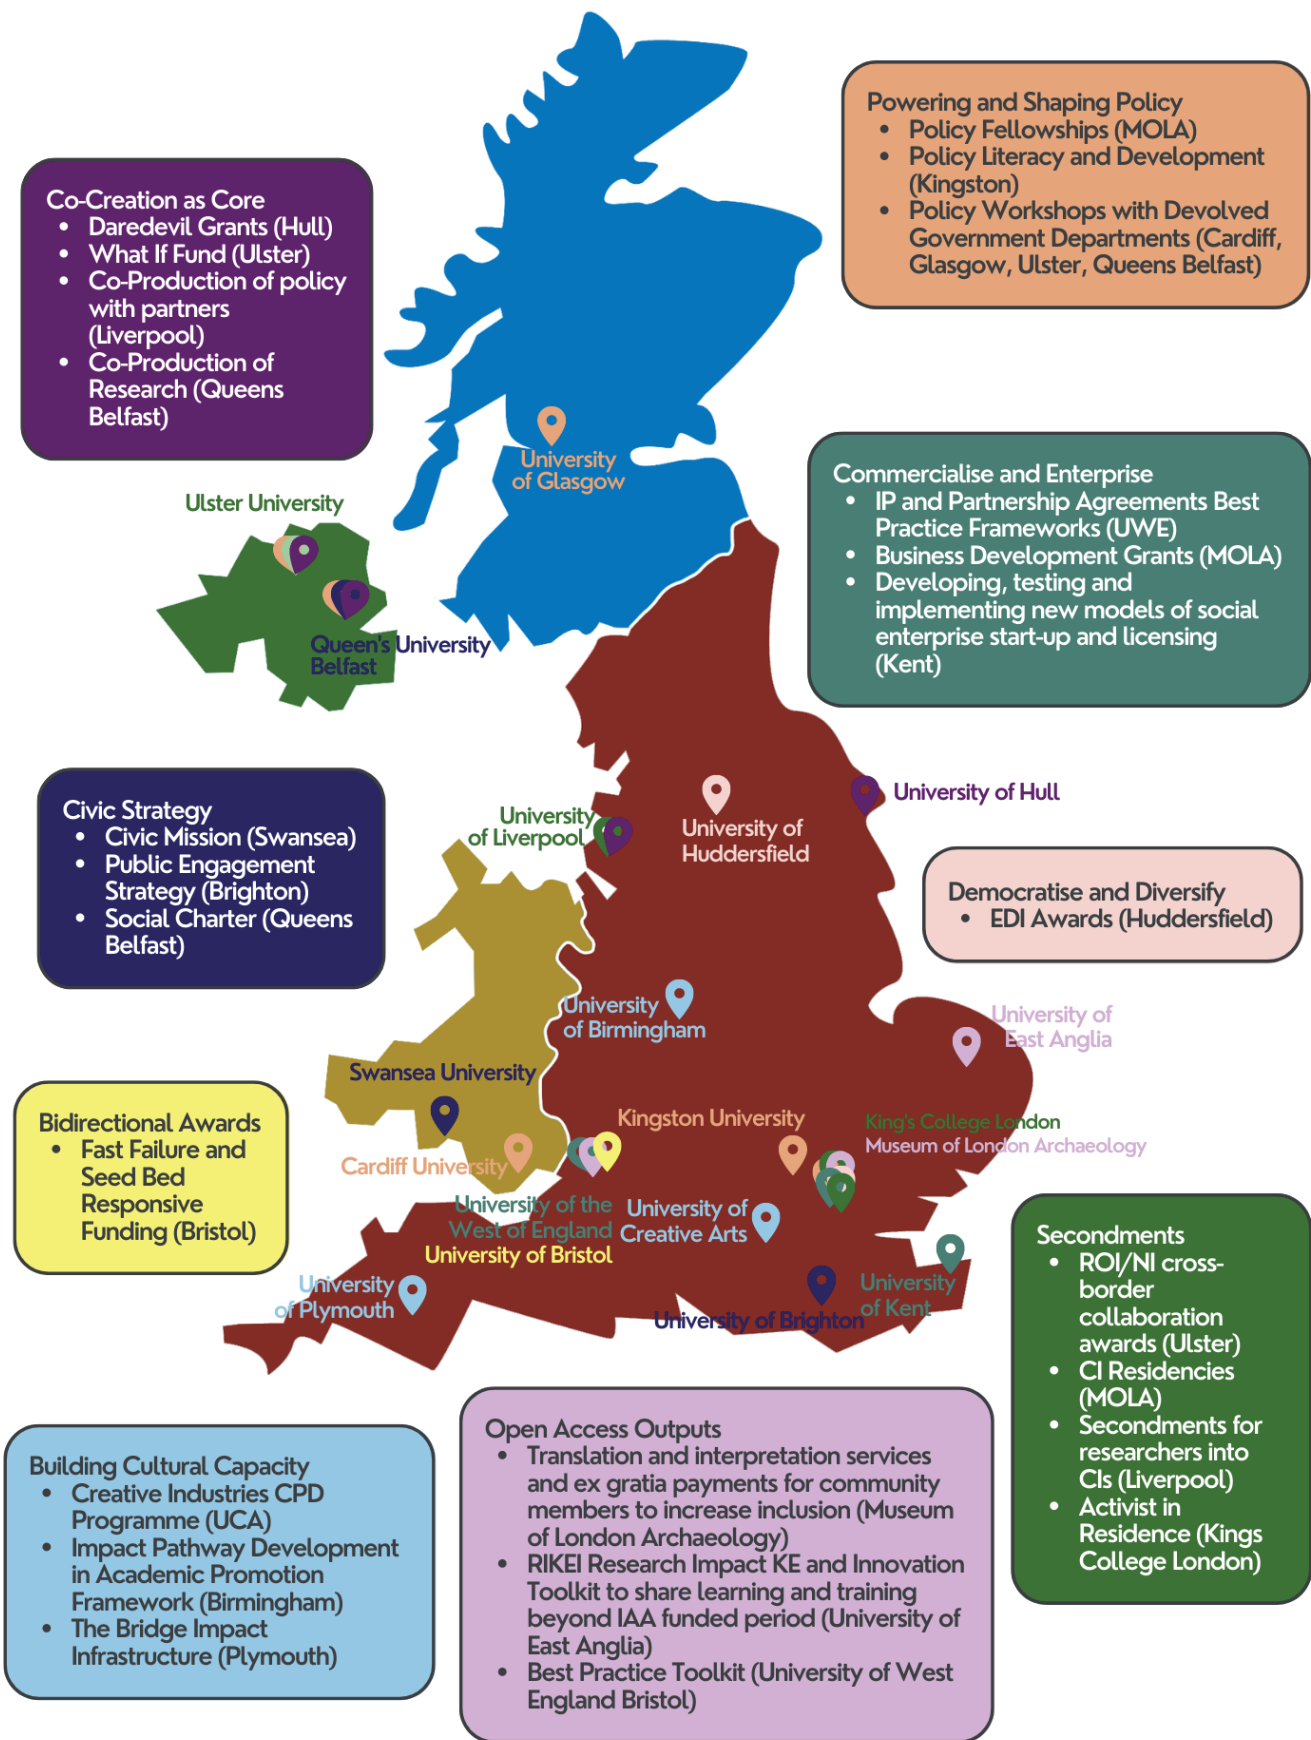 Powering and Shaping Policy
• Policy Fellowships (MOLA)
• Policy Literacy and Development
(Kingston)
• Policy Workshops with Devolved
Government Departments (Cardiff,
Glasgow, Ulster, Queens Belfast)
Co-Creation as Core
• Daredevil Grants (Hull)
• What If Fund (Ulster)
• Co-Production of policy
with partners
(Liverpool)
• Co-Production of
Research (Queens
Belfast)
University
of Glasgow
Commercialise and Enterprise
• IP and Partnership Agreements Best
Practice Frameworks (UWE)
• Business Development Grants (MOLA)
• Developing, testing and
implementing new models of social
enterprise start-up and licensing
(Kent)
Ulster University
Queen's University
Belfast
Civic Strategy
• Civic Mission (Swansea)
• Public Engagement
Strategy (Brighton)
• Social Charter (Queens
Belfast)
University
of Liverpool
University of
Huddersfield
University of Hull
Democratise and Diversify
• EDI Awards (Huddersfield)
University
of Birmingham
University of
East Anglia
Swansea University
Cardiff University
Kingston University
King's College London
Museum of London Archaeology
Bidirectional Awards
• Fast Failure and
Seed Bed
Responsive
Funding (Bristol)
University of the
West of England
University of Bristol
University of
Creative Arts
University
of Plymouth
University of Brighton
University
of Kent
Secondments
• ROI/NI cross-
border
collaboration
awards (Ulster)
• CI Residencies
(MOLA)
• Secondments for
researchers into
CIs (Liverpool)
• Activist in
Residence (Kings
College London)
Building Cultural Capacity
• Creative Industries CPD
Programme (UCA)
• Impact Pathway Development
in Academic Promotion
Framework (Birmingham)
• The Bridge Impact
Infrastructure (Plymouth)
Open Access Outputs
• Translation and interpretation services
and ex gratia payments for community
members to increase inclusion (Museum
of London Archaeology)
• RIKEI Research Impact KE and Innovation
Toolkit to share learning and training
beyond IAA funded period (University of
East Anglia)
• Best Practice Toolkit (University of West
England Bristol)